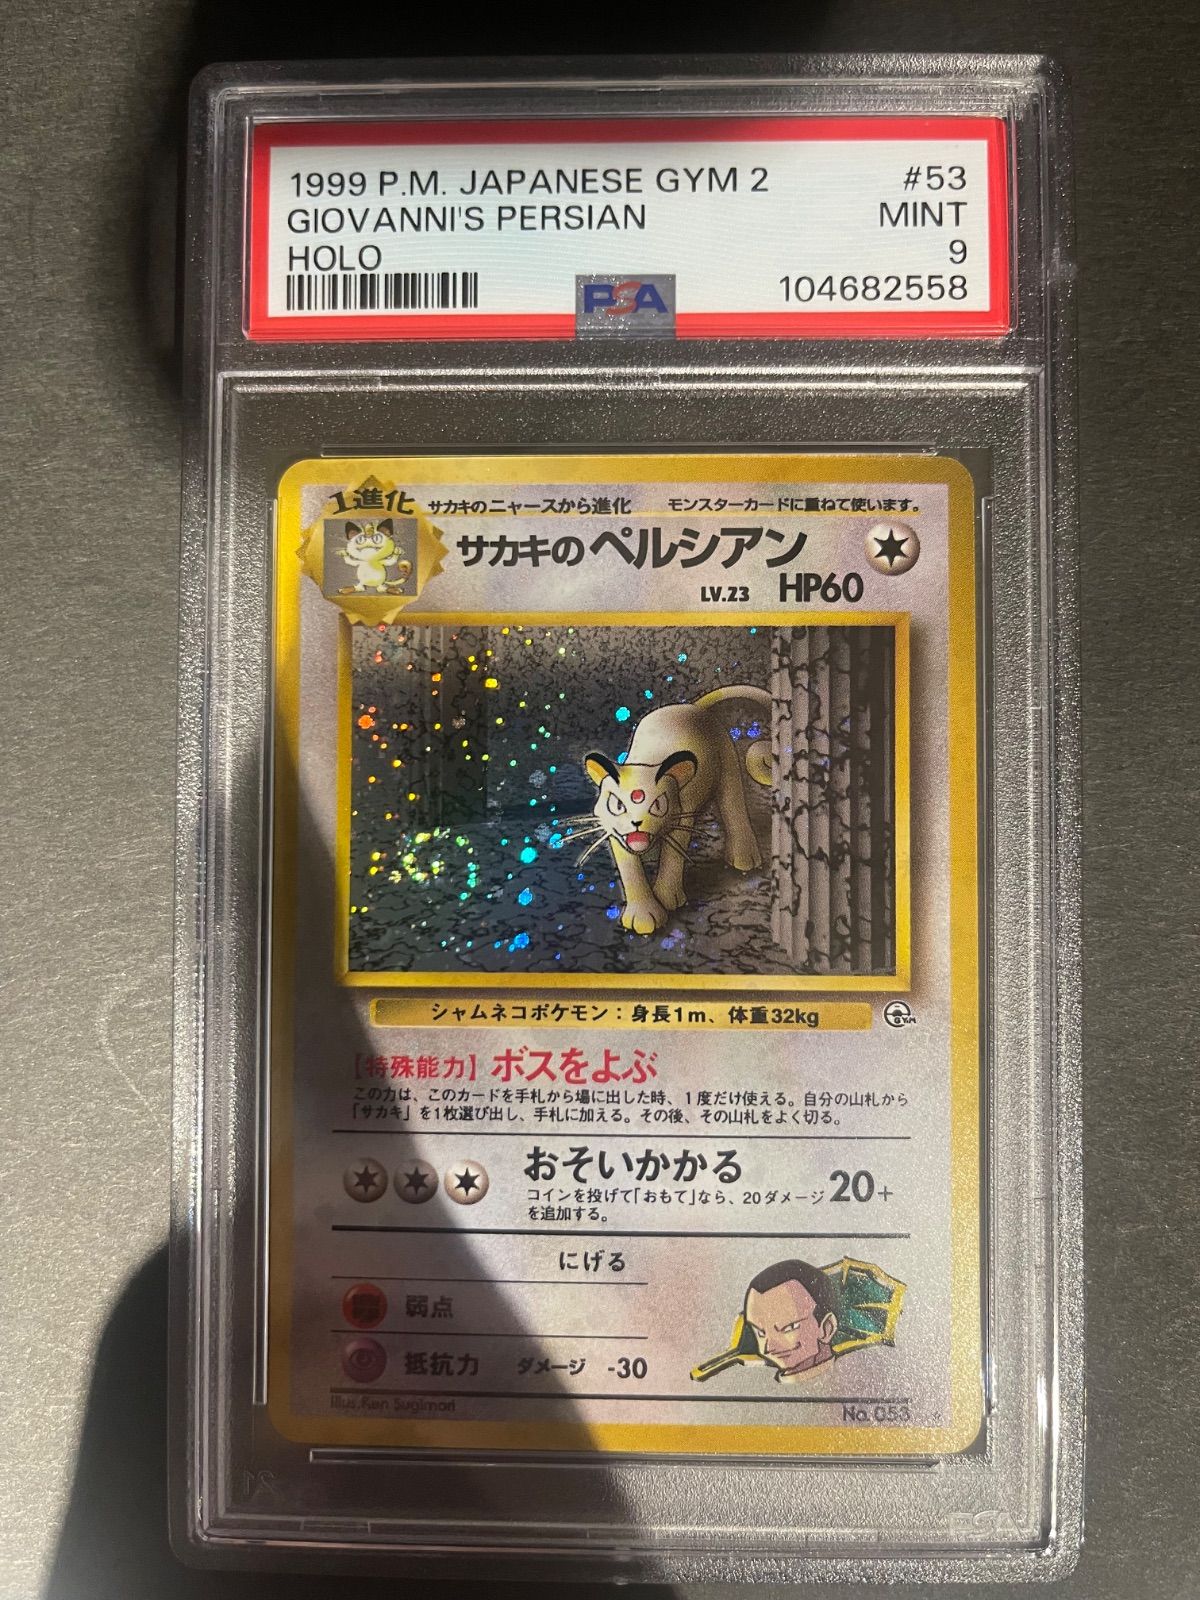 1999 P.M. JAPANESE GYM 2 #53
GIOVANNI'S PERSIAN MINT
HOLO 9
PSA 104682558
1進化 サカキのニャースから進化 モンスターカードに重ねて使います。
サカキのペルシアン
LV.23 HP60
シャムネコポケモン：身長1m、体重32kg
GYM
【特殊能力】ボスをよぶ
この力は、このカードを手札から場に出した時、1度だけ使える。自分の山札から
「サカキ」を1枚選び出し、手札に加える。その後、その山札をよく切る。
おそいかかる 20+
コインを投げて「おもて」なら、20ダメージ
を追加する。
にげる
弱点
抵抗力 ダメージ -30
Illus.Ken Sugimori No.053
PSA